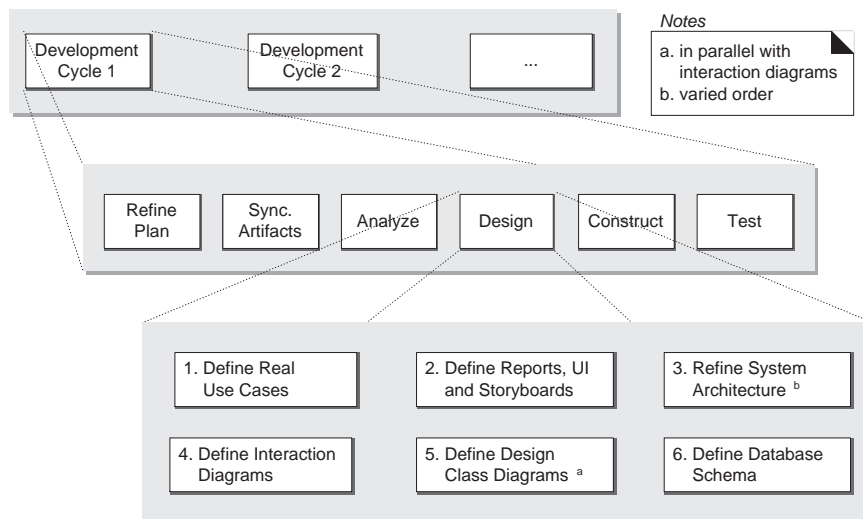 Development
Cycle 1
Development
Cycle 2
...
Notes
a. in parallel with
interaction diagrams
b. varied order
Refine
Plan
Sync.
Artifacts
Analyze
Design
Construct
Test
1. Define Real
Use Cases
2. Define Reports, UI
and Storyboards
3. Refine System
Architecture b
4. Define Interaction
Diagrams
5. Define Design
Class Diagrams a
6. Define Database
Schema